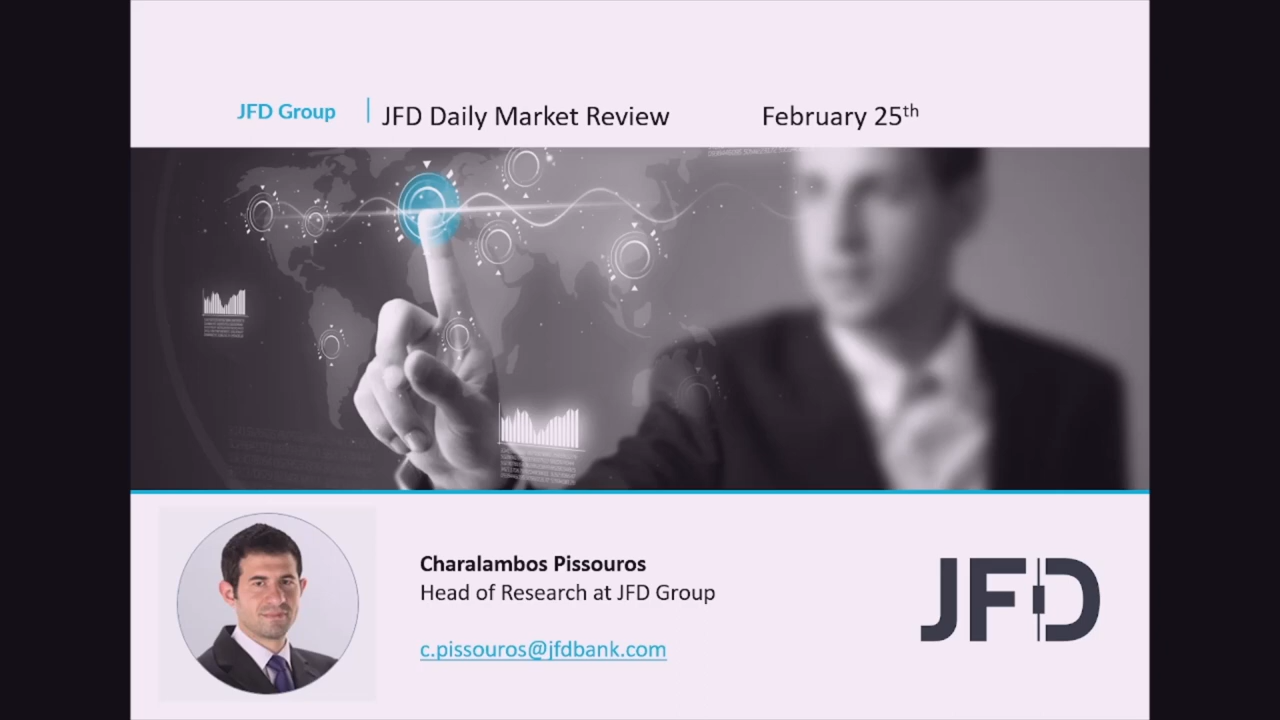 JFD Group
JFD Daily Market Review
February 25th
Charalambos Pissouros
Head of Research at JFD Group
c.pissouros@jfdbank.com
JFD